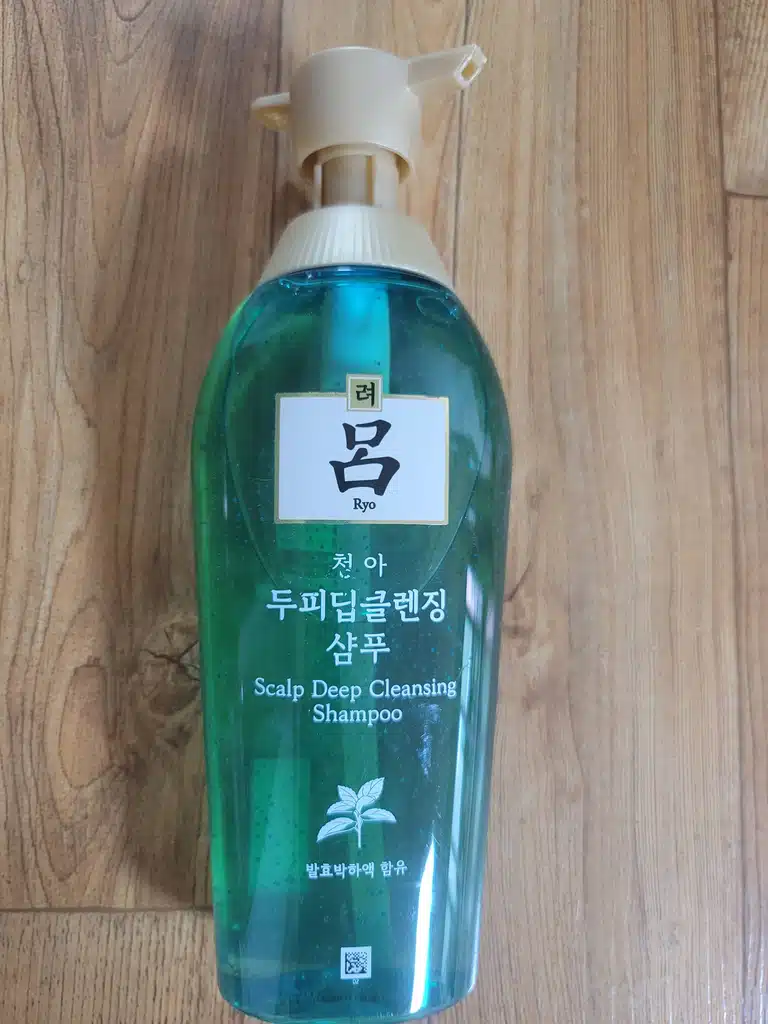 려
呂
Ryo
청아
두피딥클렌징
샴푸
Scalp Deep Cleansing
Shampoo
발효박하액 함유